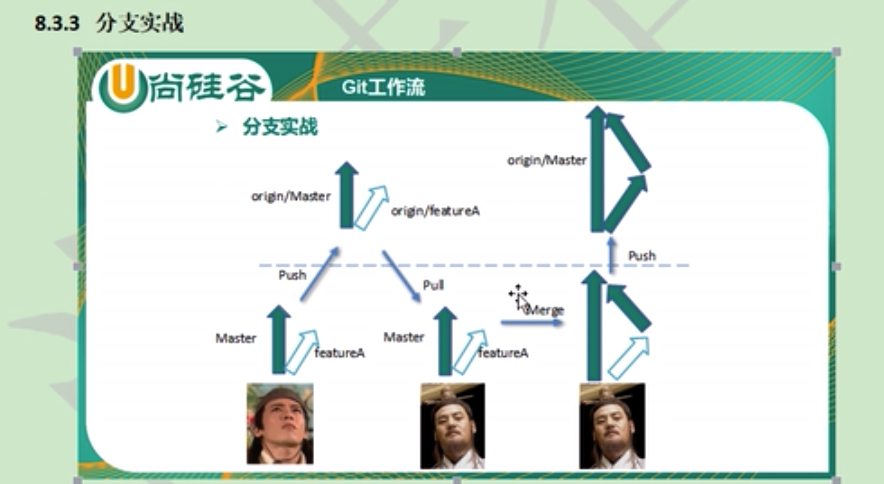 8.3.3 分支实战
尚硅谷
Git工作流
➢ 分支实战
origin/Master
origin/Master
origin/featureA
Push
Push
Pull
Merge
Master
Master
featureA
featureA